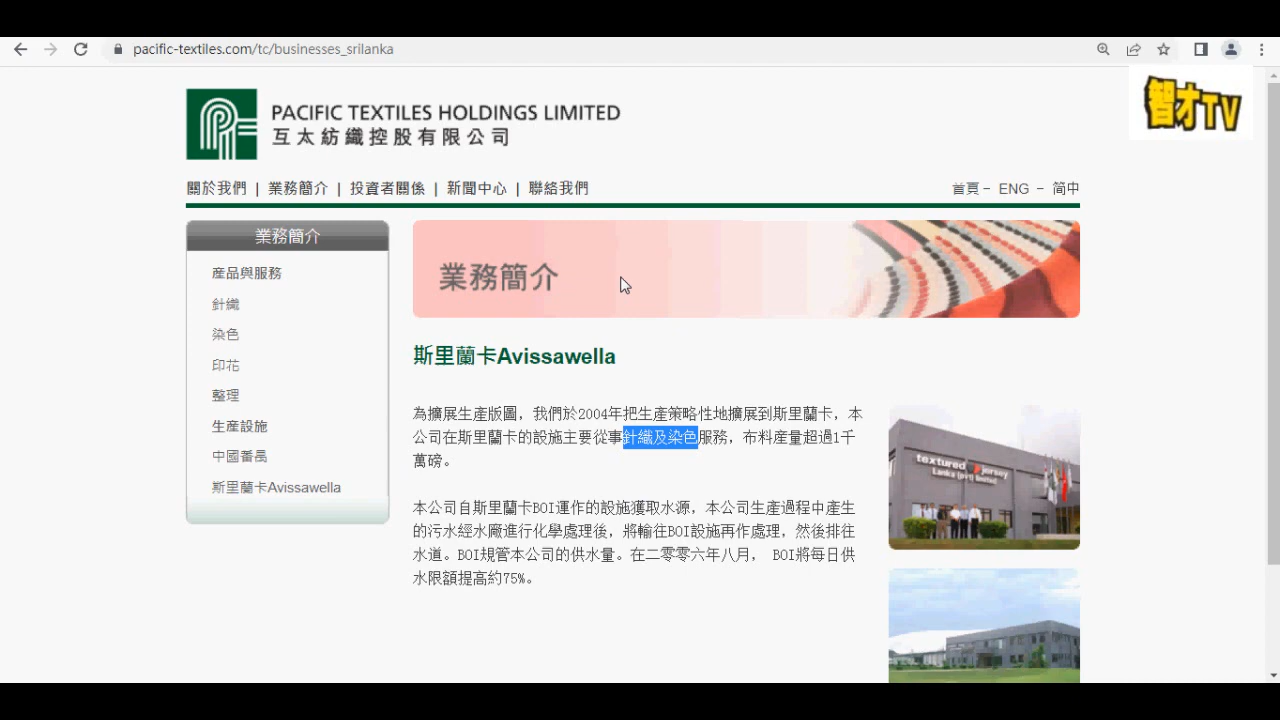 pacific-textiles.com/tc/businesses_srilanka
智才TV
PACIFIC TEXTILES HOLDINGS LIMITED
互太紡織控股有限公司
關於我們 | 業務簡介 | 投資者關係 | 新聞中心 | 聯絡我們
首頁 - ENG - 简中
業務簡介
產品與服務
針織
染色
印花
整理
生產設施
中國番禺
斯里蘭卡Avissawella
業務簡介
斯里蘭卡Avissawella
為擴展生產版圖，我們於2004年把生產策略性地擴展到斯里蘭卡，本
公司在斯里蘭卡的設施主要從事針織及染色服務，布料產量超過1千
萬磅。
本公司自斯里蘭卡BOI運作的設施獲取水源，本公司生產過程中產生
的污水經水廠進行化學處理後，將輸往BOI設施再作處理，然後排往
水道。BOI規管本公司的供水量。在二零零六年八月， BOI將每日供
水限額提高約75%。
textured jersey
Lanka (pvt) limited